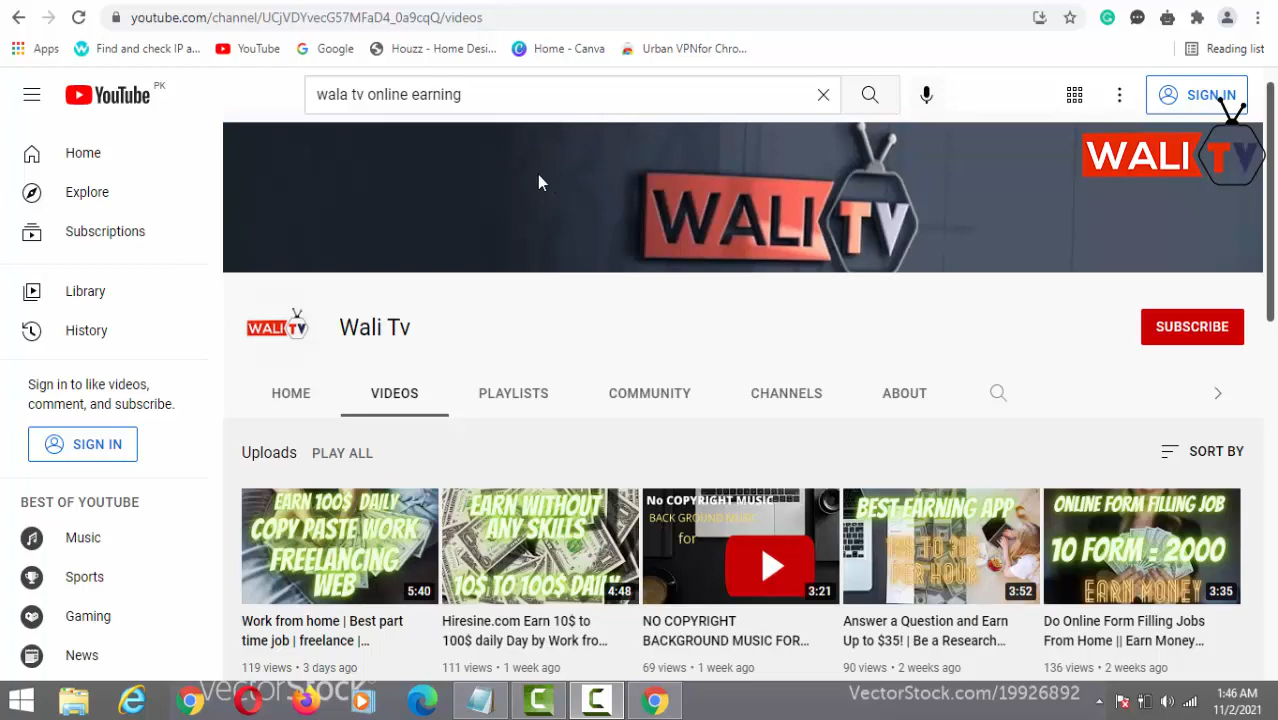 youtube.com/channel/UCjVDYvecG57MFaD4_0a9cqQ/videos
Apps
Find and check IP a...
YouTube
Google
Houzz - Home Desi...
Home - Canva
Urban VPNfor Chro...
Reading list
YouTube PK
wala tv online earning
SIGN IN
WALI TV
WALI TV
Home
Explore
Subscriptions
Library
History
Sign in to like videos,
comment, and subscribe.
SIGN IN
BEST OF YOUTUBE
Music
Sports
Gaming
News
WALI TV
Wali Tv
SUBSCRIBE
HOME
VIDEOS
PLAYLISTS
COMMUNITY
CHANNELS
ABOUT
Uploads
PLAY ALL
SORT BY
EARN 100$ DAILY
COPY PASTE WORK
FREELANCING
WEB
5:40
Work from home | Best part
time job | freelance |...
119 views • 3 days ago
EARN WITHOUT
ANY SKILLS
10$ TO 100$ DAILY
4:48
Hiresine.com Earn 10$ to
100$ daily Day by Work fro...
111 views • 1 week ago
No COPYRIGHT MUSIC
BACK GROUND MUSIC
for
3:21
NO COPYRIGHT
BACKGROUND MUSIC FOR...
69 views • 1 week ago
BEST EARNING APP
PER HOUR
3:52
Answer a Question and Earn
Up to $35! | Be a Research...
90 views • 2 weeks ago
ONLINE FORM FILLING JOB
10 FORM = 2000
EARN MONEY
3:35
Do Online Form Filling Jobs
From Home || Earn Money...
136 views • 2 weeks ago
VectorStock
VectorStock.com/19926892
1:46 AM
11/2/2021